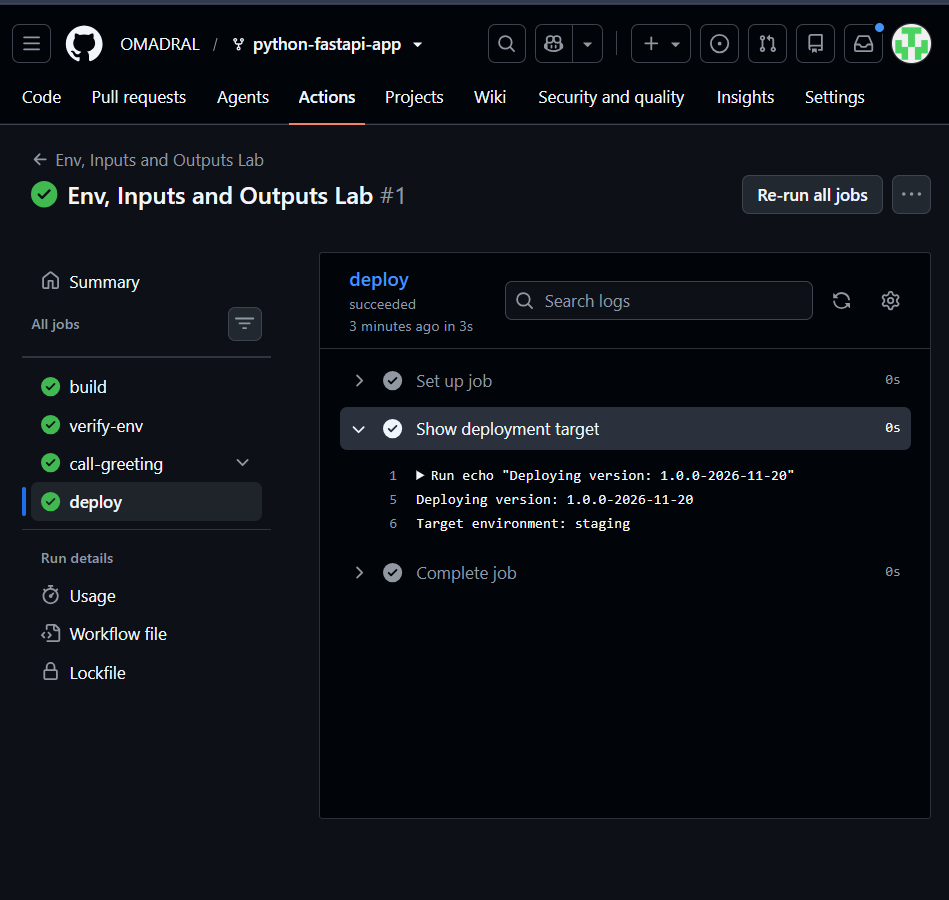 OMADRAL / python-fastapi-app
Code Pull requests Agents Actions Projects Wiki Security and quality Insights Settings
Env, Inputs and Outputs Lab
Env, Inputs and Outputs Lab #1
Re-run all jobs
Summary
All jobs
build
verify-env
call-greeting
deploy
Run details
Usage
Workflow file
Lockfile
deploy
succeeded
3 minutes ago in 3s
Search logs
Set up job 0s
Show deployment target 0s
1 Run echo "Deploying version: 1.0.0-2026-11-20"
5 Deploying version: 1.0.0-2026-11-20
6 Target environment: staging
Complete job 0s